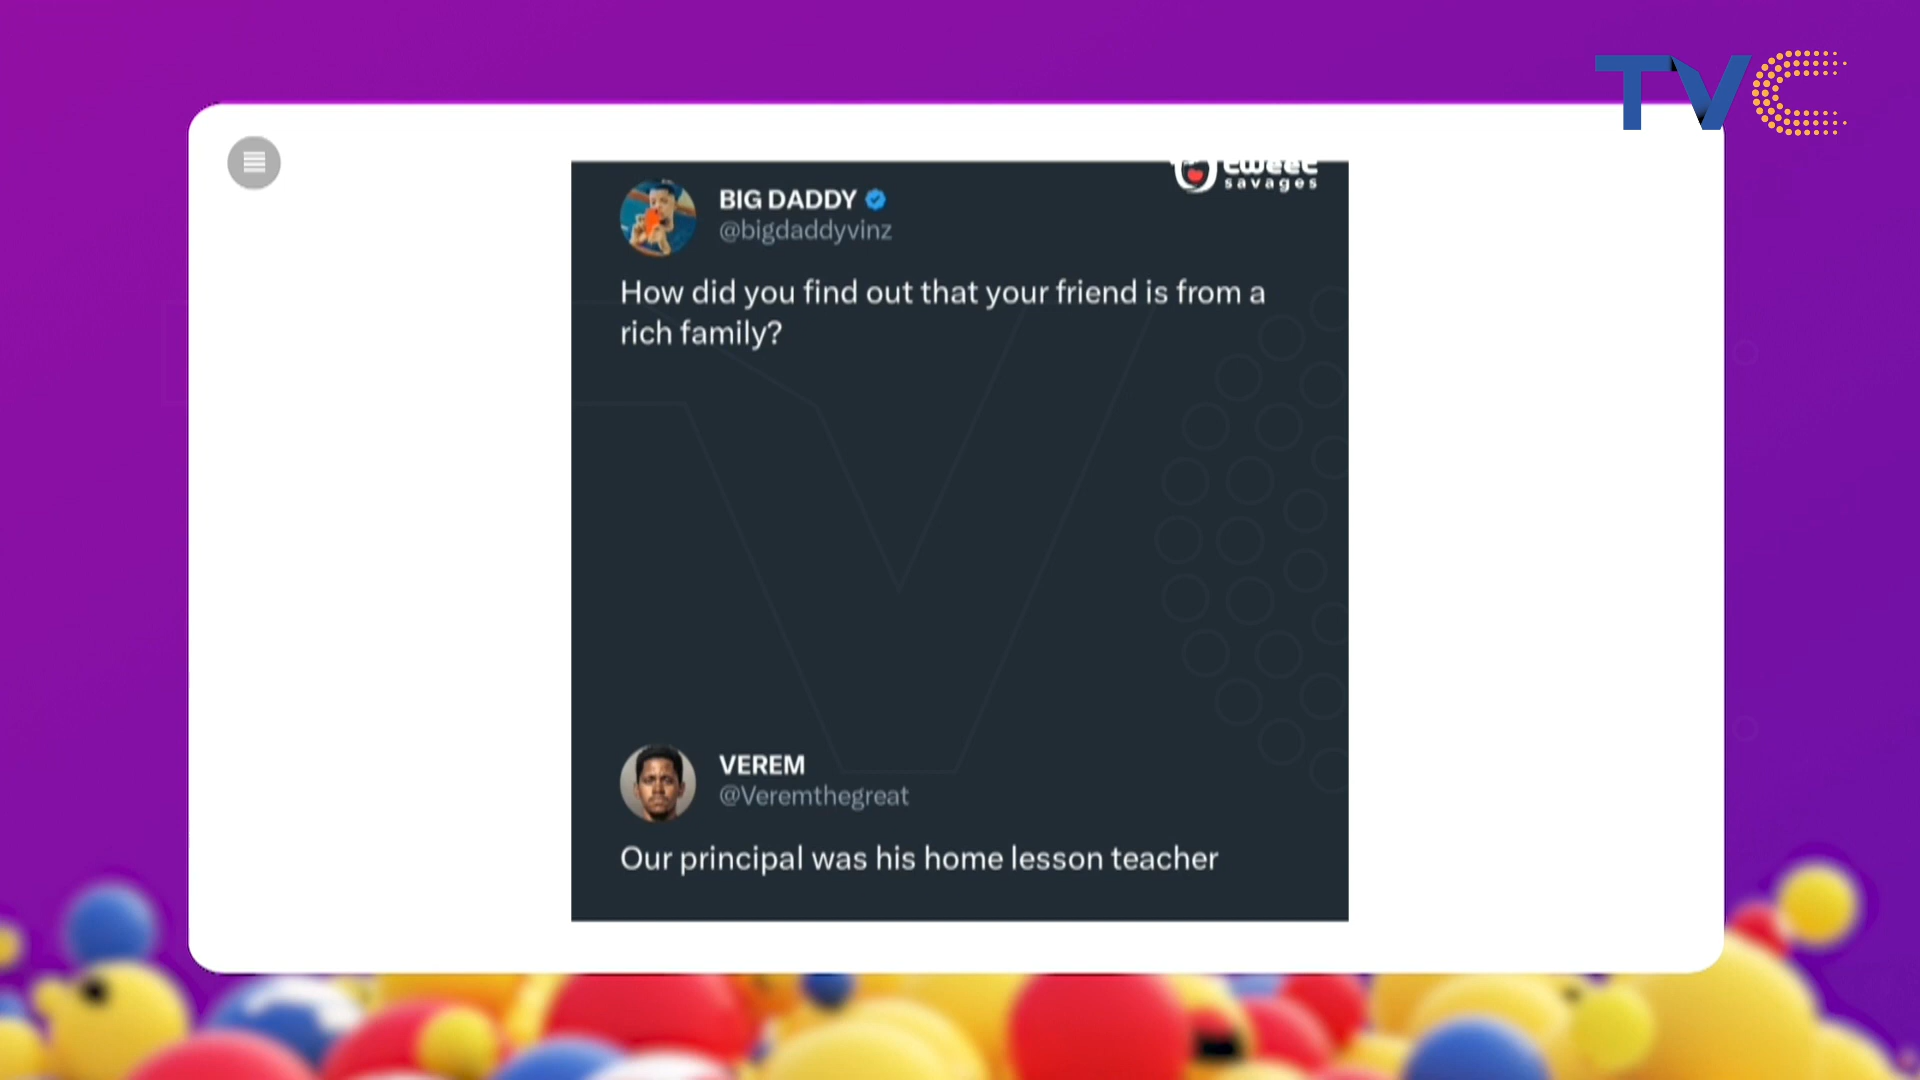 TVC
tweet
savages
BIG DADDY
@bigdaddyvinz
How did you find out that your friend is from a
rich family?
VEREM
@Veremthegreat
Our principal was his home lesson teacher